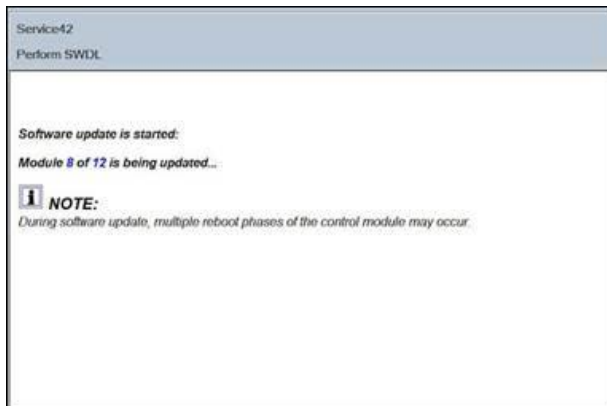 Service42
Perform SWDL
Software update is started:
Module 8 of 12 is being updated...
i NOTE:
During software update, multiple reboot phases of the control module may occur.